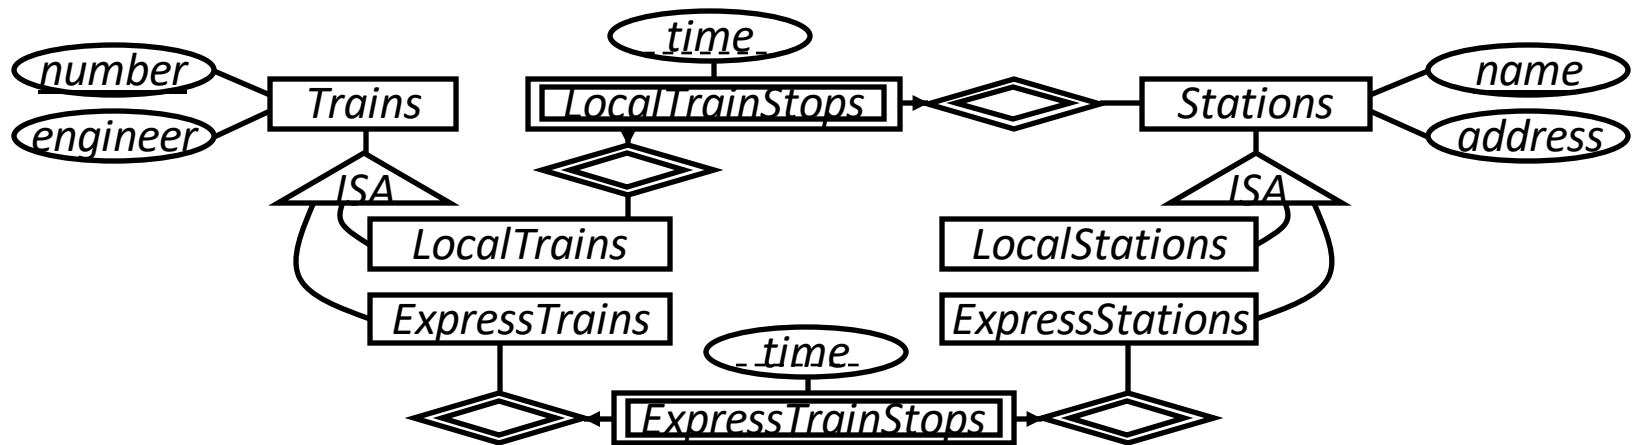 time
number
engineer
Trains
LocalTrainStops
Stations
name
address
ISA
ISA
LocalTrains
LocalStations
ExpressTrains
ExpressStations
time
ExpressTrainStops